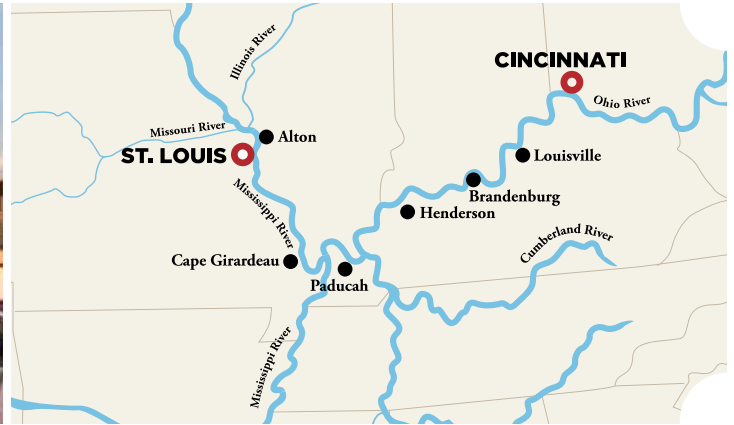 Illinois River
CINCINNATI
Ohio River
Missouri River
Alton
ST. LOUIS
Louisville
Mississippi River
Brandenburg
Henderson
Cumberland River
Cape Girardeau
Paducah
Mississippi River